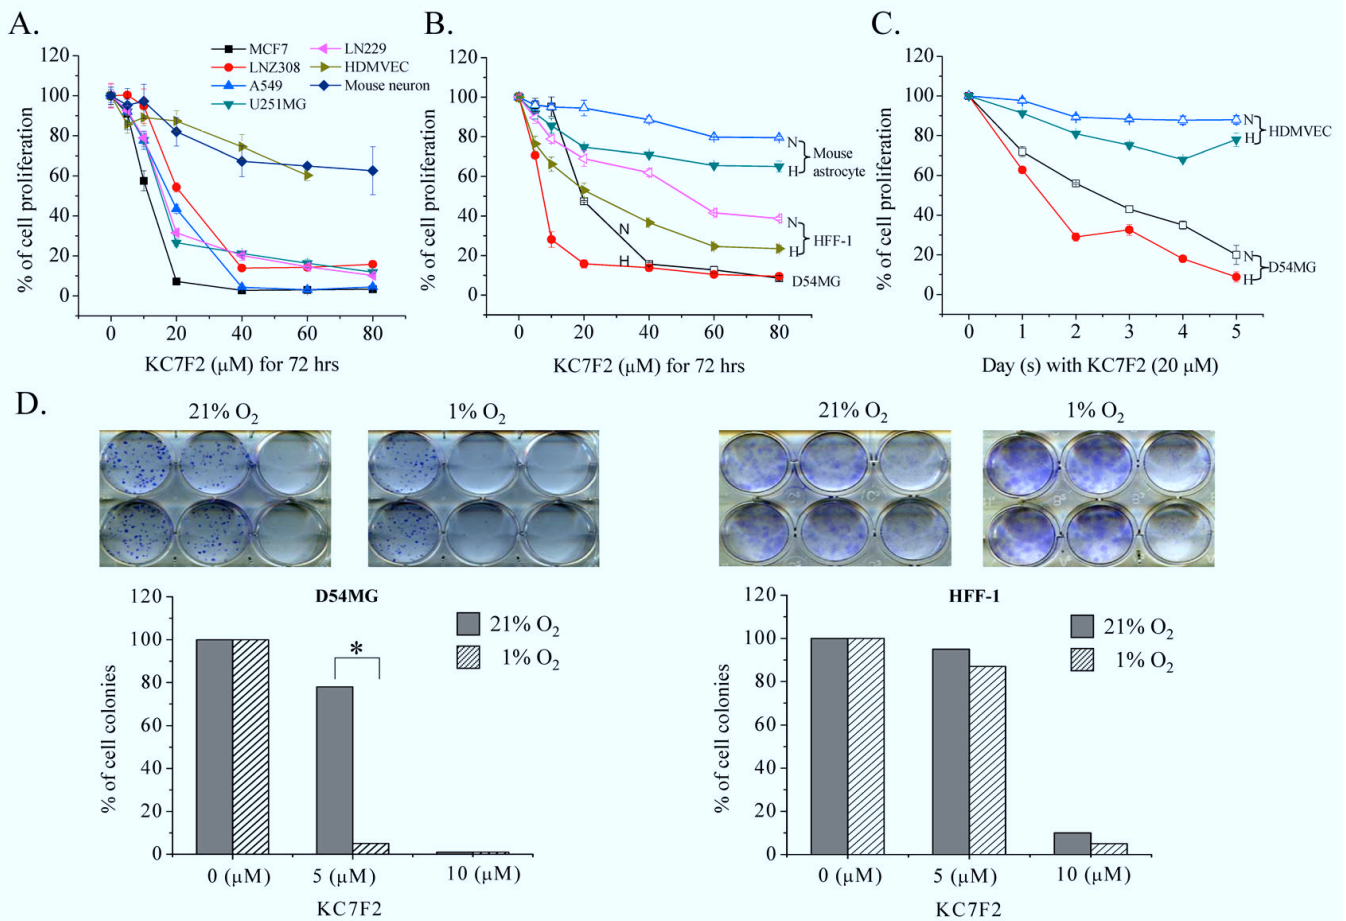 A.
MCF7
LNZ308
A549
U251MG
LN229
HDMVEC
Mouse neuron
% of cell proliferation
120
100
80
60
40
20
0
0 20 40 60 80
KC7F2 (μM) for 72 hrs
B.
% of cell proliferation
120
100
80
60
40
20
0
N
H
Mouse
astrocyte
N
H
HFF-1
N
H
D54MG
0 20 40 60 80
KC7F2 (μM) for 72 hrs
C.
% of cell proliferation
120
100
80
60
40
20
0
N
H
HDMVEC
N
H
D54MG
0 1 2 3 4 5
Day (s) with KC7F2 (20 μM)
D.
21% O2
1% O2
21% O2
1% O2
D54MG
% of cell colonies
120
100
80
60
40
20
0
*
21% O2
1% O2
0 (μM) 5 (μM) 10 (μM)
KC7F2
HFF-1
% of cell colonies
120
100
80
60
40
20
0
21% O2
1% O2
0 (μM) 5 (μM) 10 (μM)
KC7F2